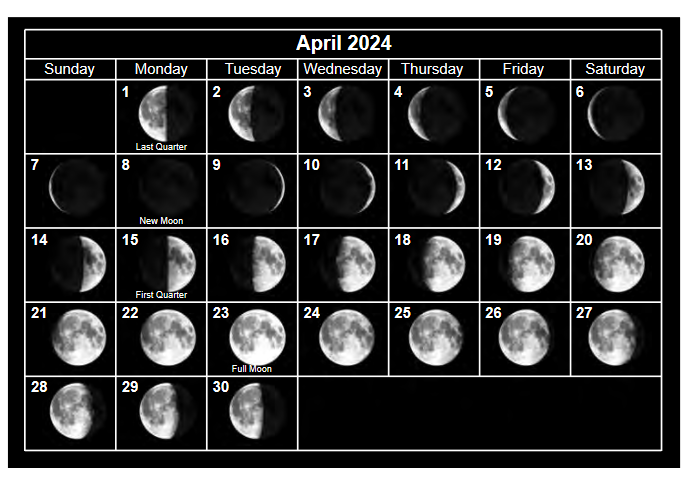 April 2024
Sunday Monday Tuesday Wednesday Thursday Friday Saturday
1 2 3 4 5 6
Last Quarter
7 8 9 10 11 12 13
New Moon
14 15 16 17 18 19 20
First Quarter
21 22 23 24 25 26 27
Full Moon
28 29 30